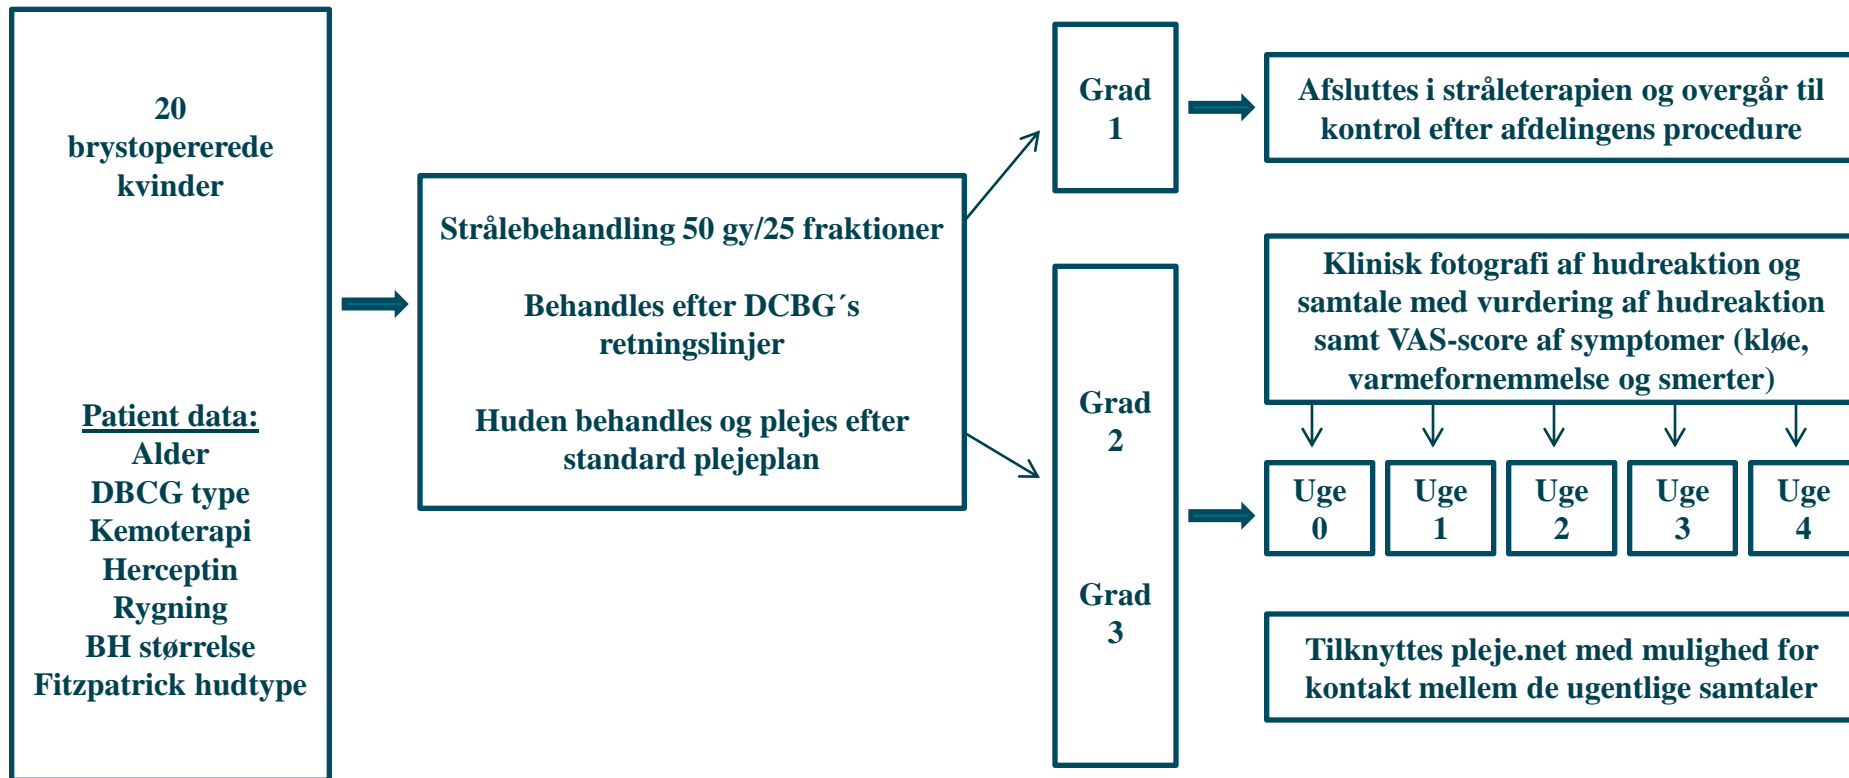 20
brystopererede
kvinder
Patient data:
Alder
DBCG type
Kemoterapi
Herceptin
Rygning
BH størrelse
Fitzpatrick hudtype
Strålebehandling 50 gy/25 fraktioner
Behandles efter DCBG´s
retningslinjer
Huden behandles og plejes efter
standard plejeplan
Grad
1
Afsluttes i stråleterapien og overgår til
kontrol efter afdelingens procedure
Grad
2
Grad
3
Klinisk fotografi af hudreaktion og
samtale med vurdering af hudreaktion
samt VAS-score af symptomer (kløe,
varmefornemmelse og smerter)
Uge
0
Uge
1
Uge
2
Uge
3
Uge
4
Tilknyttes pleje.net med mulighed for
kontakt mellem de ugentlige samtaler